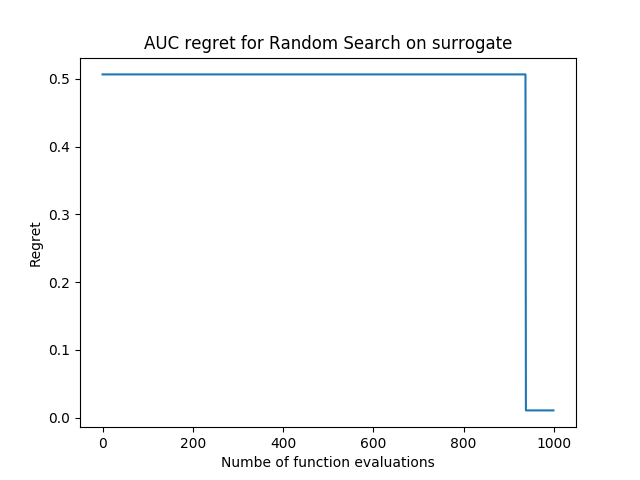 AUC regret for Random Search on surrogate
0.5
0.4
0.3
0.2
0.1
0.0
Regret
0 200 400 600 800 1000
Numbe of function evaluations